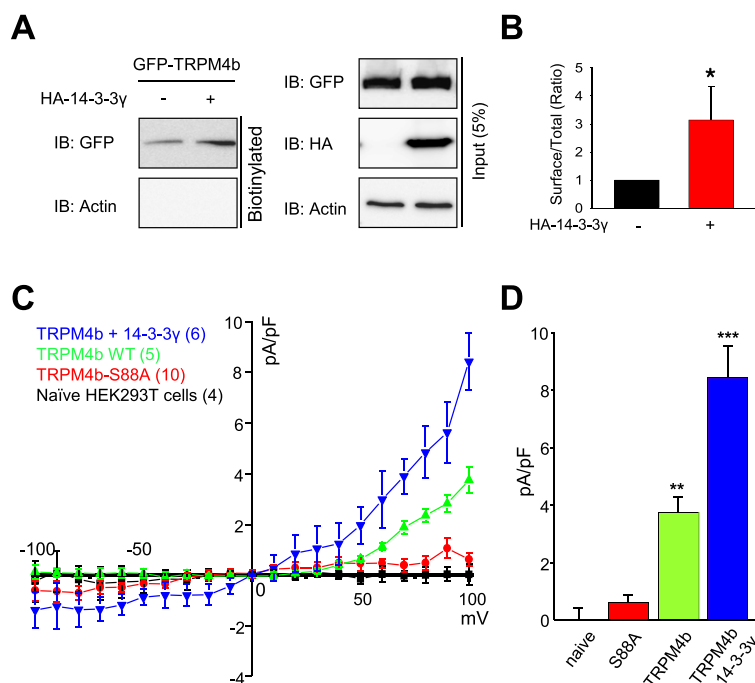 A
GFP-TRPM4b
HA-14-3-3γ - +
IB: GFP
IB: Actin
Biotinylated
IB: GFP
IB: HA
IB: Actin
Input (5%)
B
Surface/Total (Ratio)
5
4
3
2
1
0
*
HA-14-3-3γ - +
C
TRPM4b + 14-3-3γ (6)
TRPM4b WT (5)
TRPM4b-S88A (10)
Naïve HEK293T cells (4)
pA/pF
10
8
6
4
2
-2
-4
-100 -50 0 50 100
mV
D
pA/pF
10
8
6
4
2
0
**
***
naïve
S88A
TRPM4b
TRPM4b
14-3-3γ